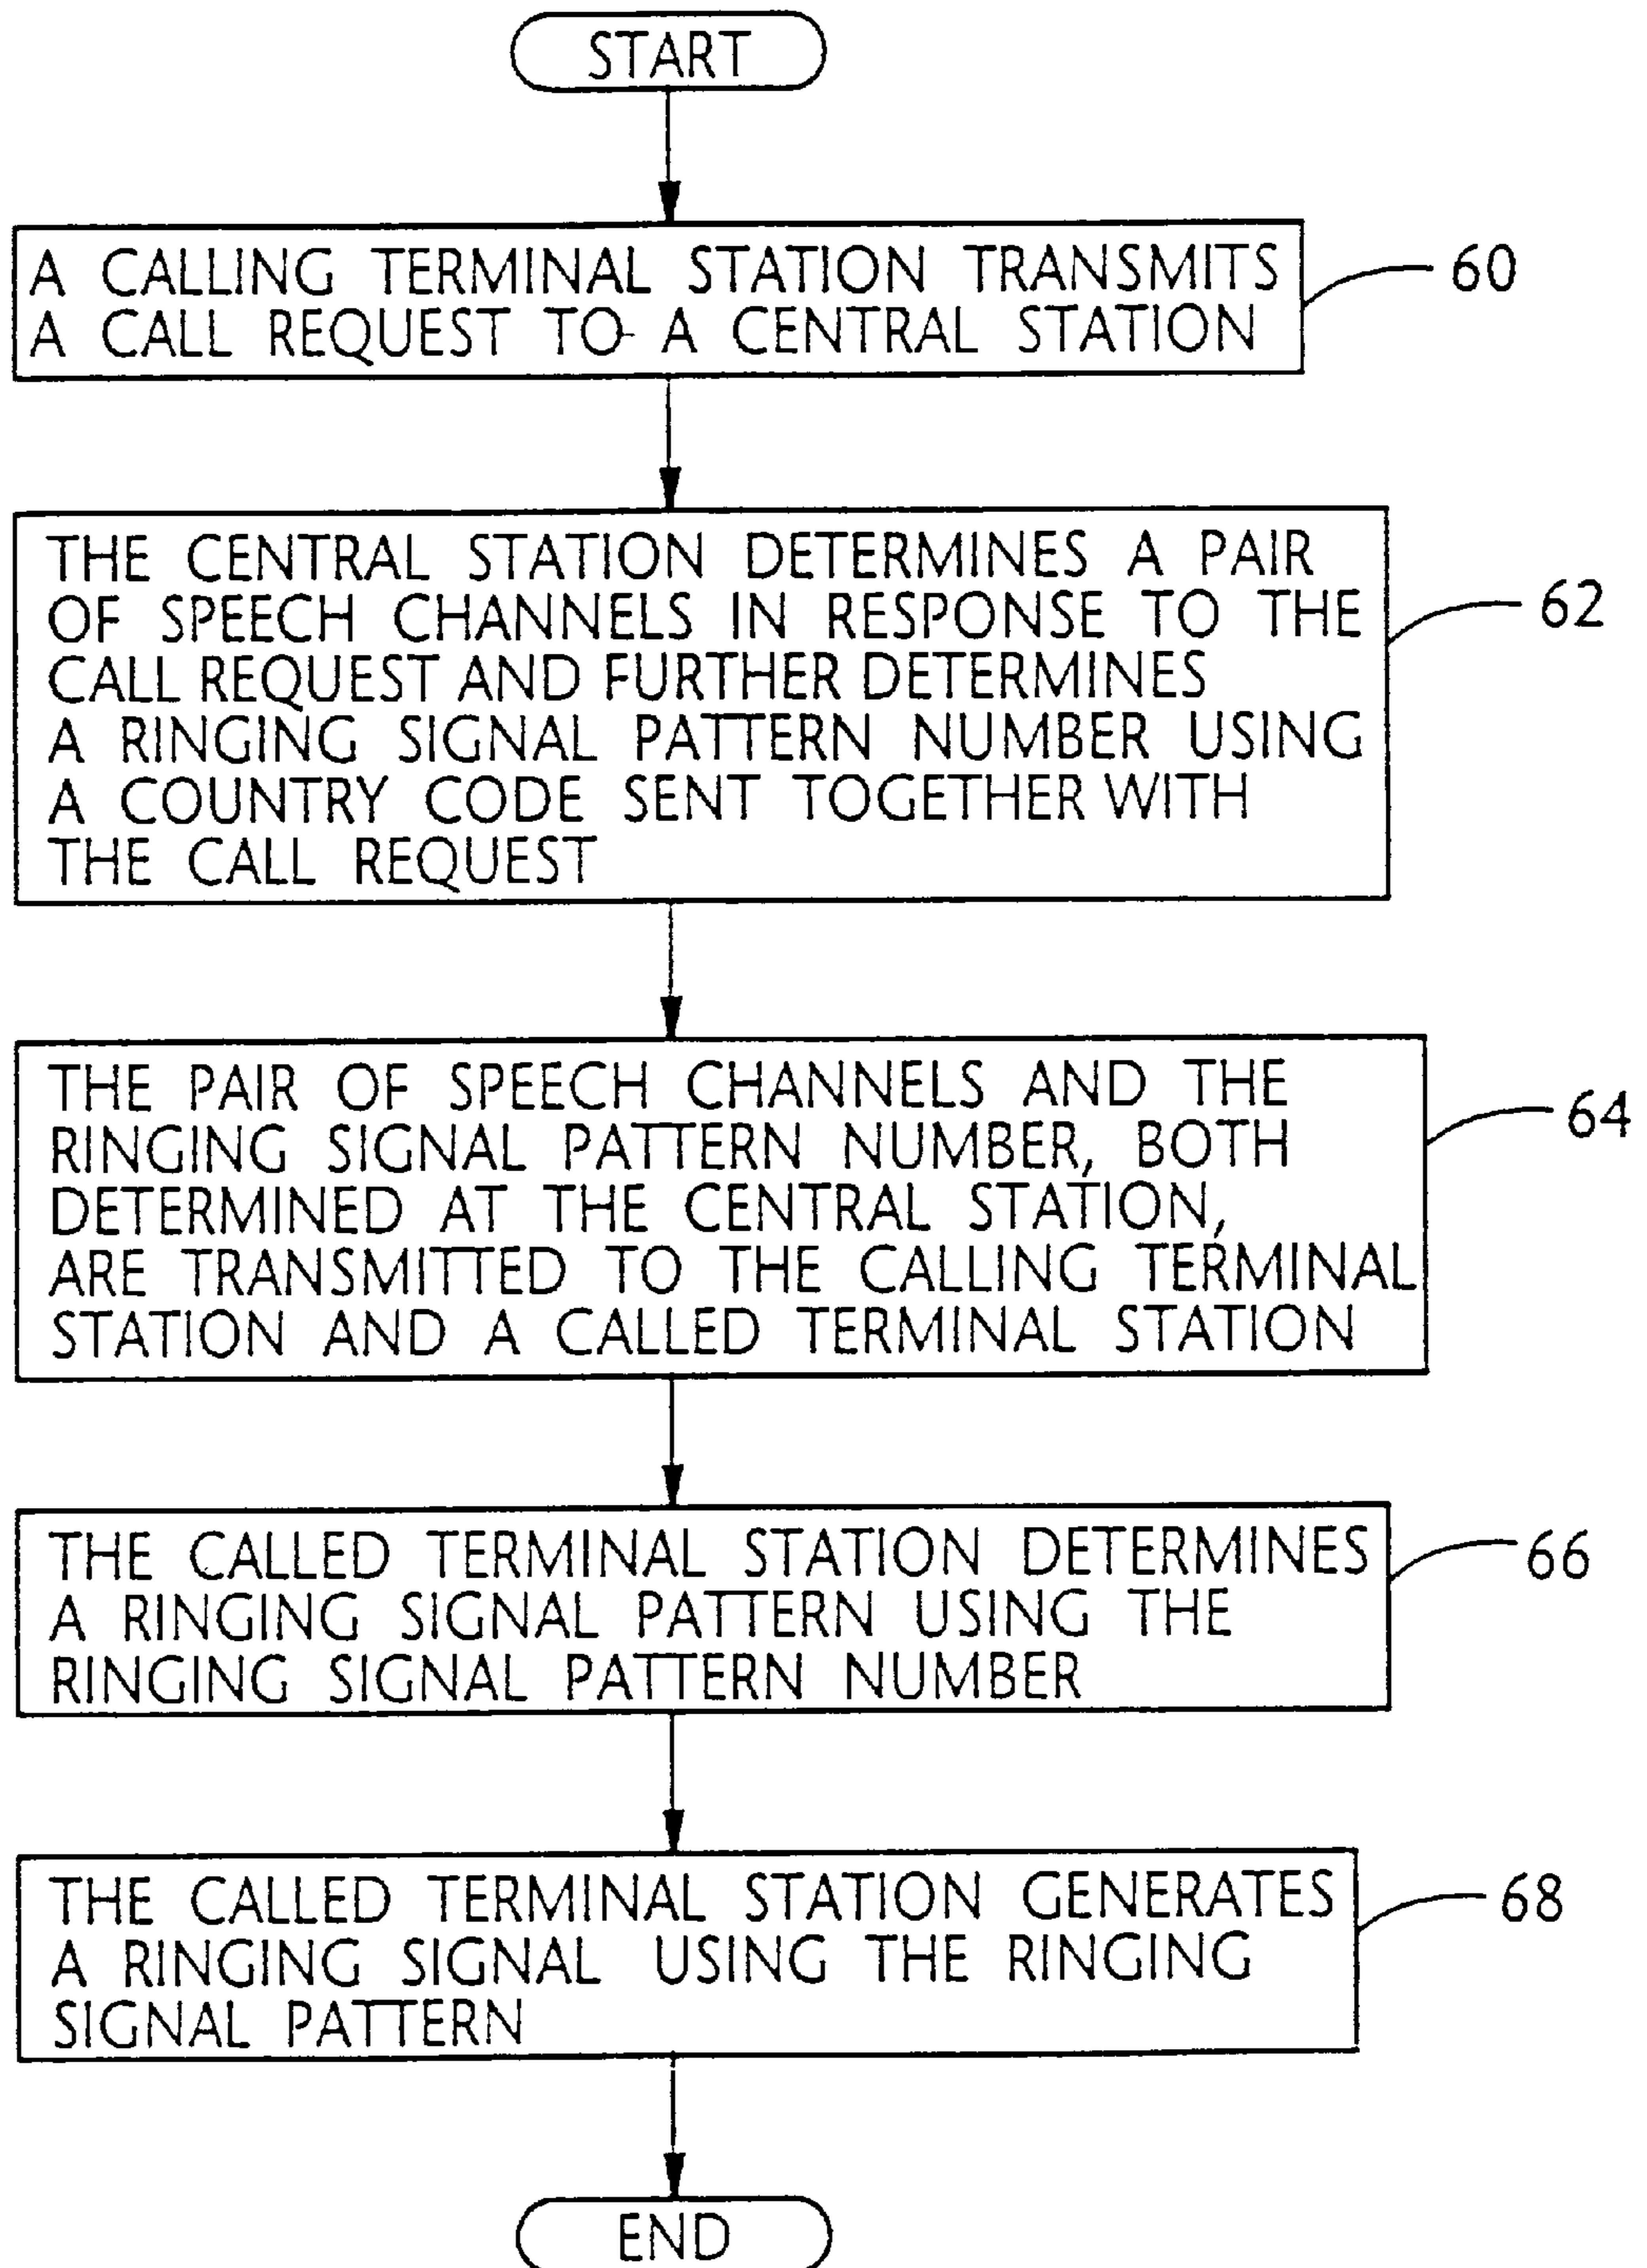 START
A CALLING TERMINAL STATION TRANSMITS
A CALL REQUEST TO A CENTRAL STATION
60
THE CENTRAL STATION DETERMINES A PAIR
OF SPEECH CHANNELS IN RESPONSE TO THE
CALL REQUEST AND FURTHER DETERMINES
A RINGING SIGNAL PATTERN NUMBER USING
A COUNTRY CODE SENT TOGETHER WITH
THE CALL REQUEST
62
THE PAIR OF SPEECH CHANNELS AND THE
RINGING SIGNAL PATTERN NUMBER, BOTH
DETERMINED AT THE CENTRAL STATION,
ARE TRANSMITTED TO THE CALLING TERMINAL
STATION AND A CALLED TERMINAL STATION
64
THE CALLED TERMINAL STATION DETERMINES
A RINGING SIGNAL PATTERN USING THE
RINGING SIGNAL PATTERN NUMBER
66
THE CALLED TERMINAL STATION GENERATES
A RINGING SIGNAL USING THE RINGING
SIGNAL PATTERN
68
END